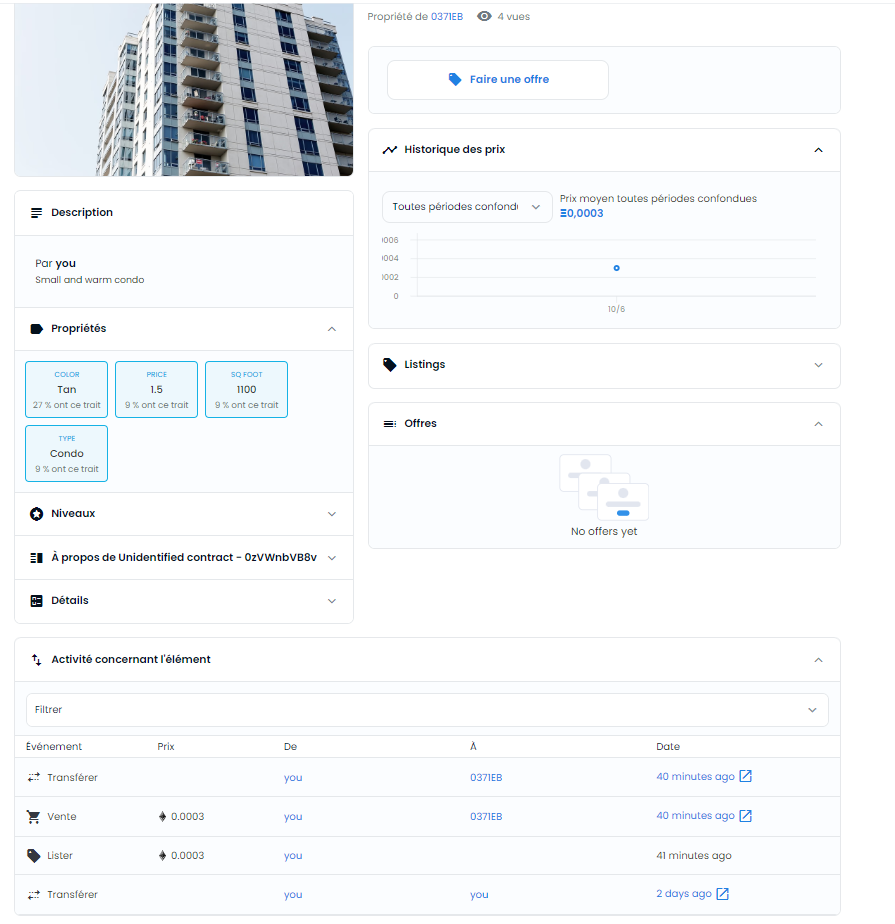 Propriété de 0371EB 4 vues
Faire une offre
Historique des prix
Toutes périodes confondu
Prix moyen toutes périodes confondues
Ξ0,0003
0006
0004
0002
0
10/6
Listings
Offres
No offers yet
Description
Par you
Small and warm condo
Propriétés
COLOR
Tan
27 % ont ce trait
PRICE
1.5
9 % ont ce trait
SQ FOOT
1100
9 % ont ce trait
TYPE
Condo
9 % ont ce trait
Niveaux
À propos de Unidentified contract - 0zVWnbVB8v
Détails
Activité concernant l'élément
Filtrer
Événement Prix De À Date
Transférer you 0371EB 40 minutes ago
Vente 0.0003 you 0371EB 40 minutes ago
Lister 0.0003 you 41 minutes ago
Transférer you you 2 days ago